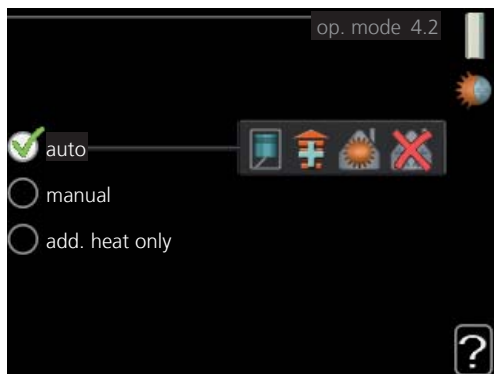 op. mode 4.2
auto
manual
add. heat only
?